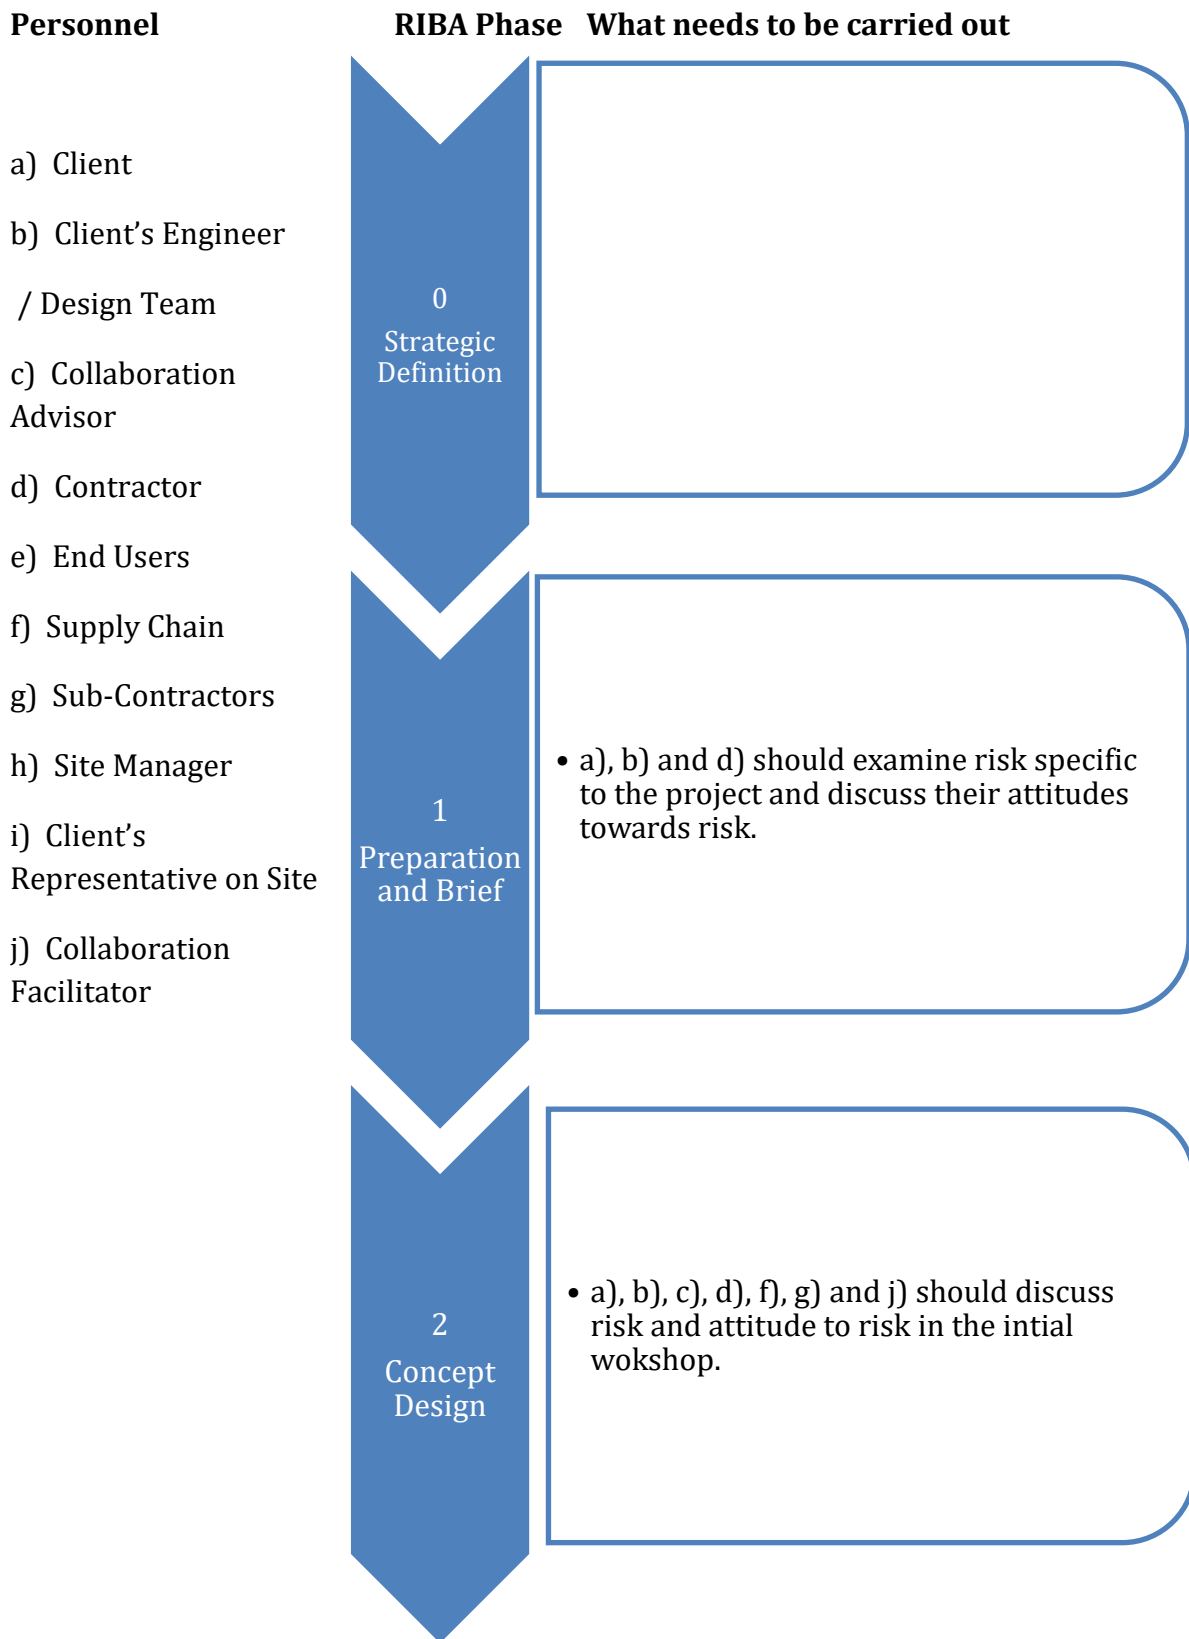 Personnel
RIBA Phase
What needs to be carried out
a) Client
b) Client’s Engineer
/ Design Team
c) Collaboration
Advisor
d) Contractor
e) End Users
f) Supply Chain
g) Sub-Contractors
h) Site Manager
i) Client’s
Representative on Site
j) Collaboration
Facilitator
0
Strategic
Definition
1
Preparation
and Brief
• a), b) and d) should examine risk specific
to the project and discuss their attitudes
towards risk.
2
Concept
Design
• a), b), c), d), f), g) and j) should discuss
risk and attitude to risk in the intial
wokshop.